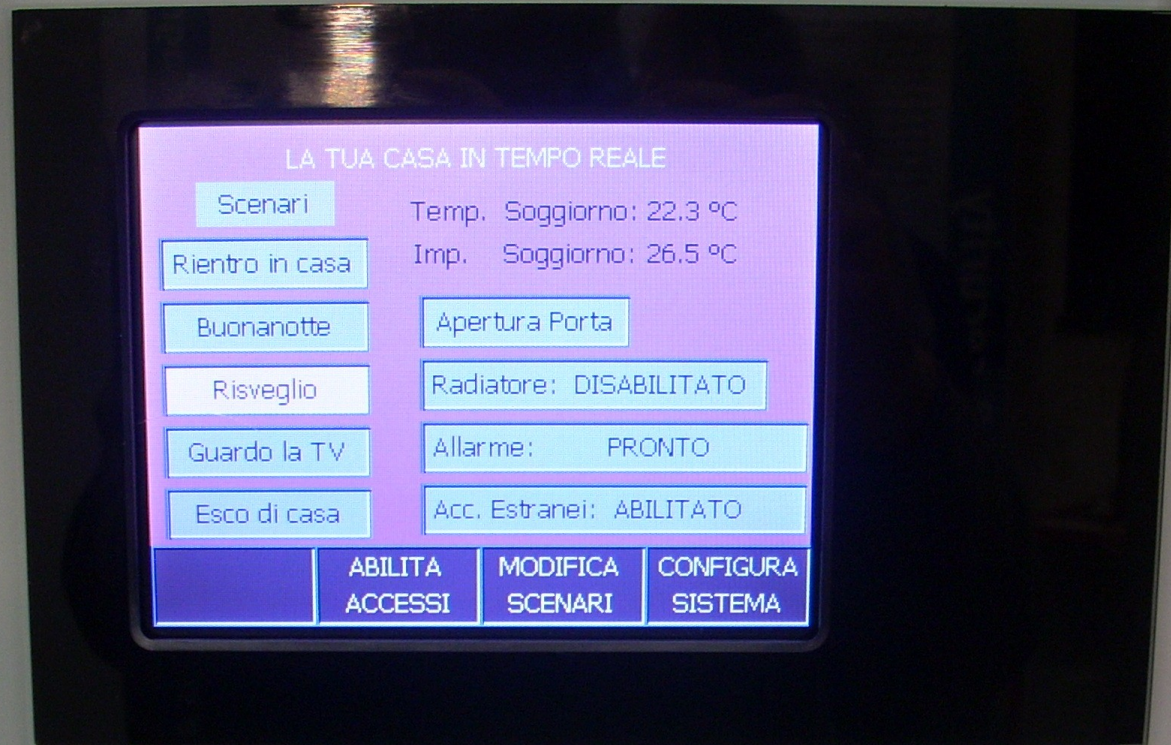 LA TUA CASA IN TEMPO REALE
Scenari
Temp. Soggiorno: 22.3 ºC
Imp. Soggiorno: 26.5 ºC
Rientro in casa
Buonanotte
Risveglio
Guardo la TV
Esco di casa
Apertura Porta
Radiatore: DISABILITATO
Allarme: PRONTO
Acc. Estranei: ABILITATO
ABILITA
ACCESSI
MODIFICA
SCENARI
CONFIGURA
SISTEMA